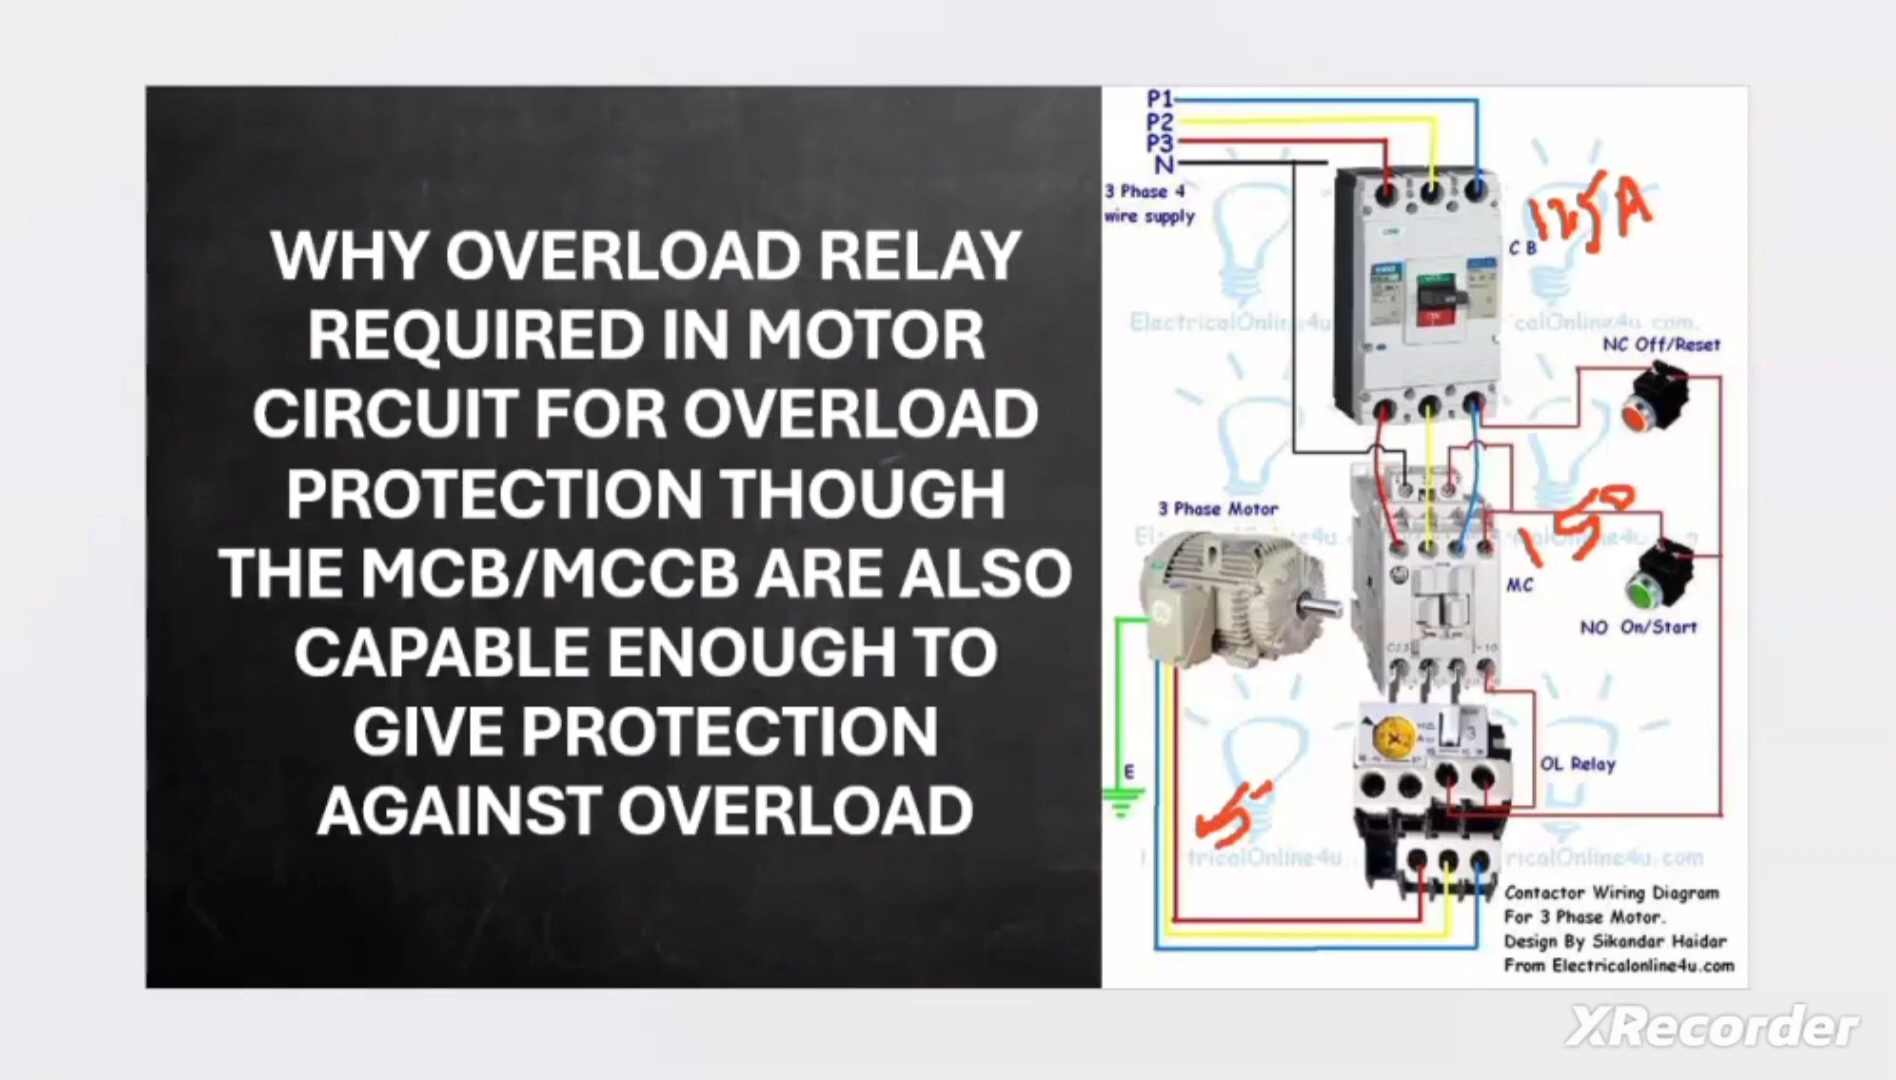 WHY OVERLOAD RELAY
REQUIRED IN MOTOR
CIRCUIT FOR OVERLOAD
PROTECTION THOUGH
THE MCB/MCCB ARE ALSO
CAPABLE ENOUGH TO
GIVE PROTECTION
AGAINST OVERLOAD
P1
P2
P3
N
3 Phase 4
wire supply
125 A
C B
NC Off/Reset
3 Phase Motor
150
MC
NO On/Start
OL Relay
E
Contactor Wiring Diagram
For 3 Phase Motor.
Design By Sikandar Haidar
From Electricalonline4u.com
XRecorder